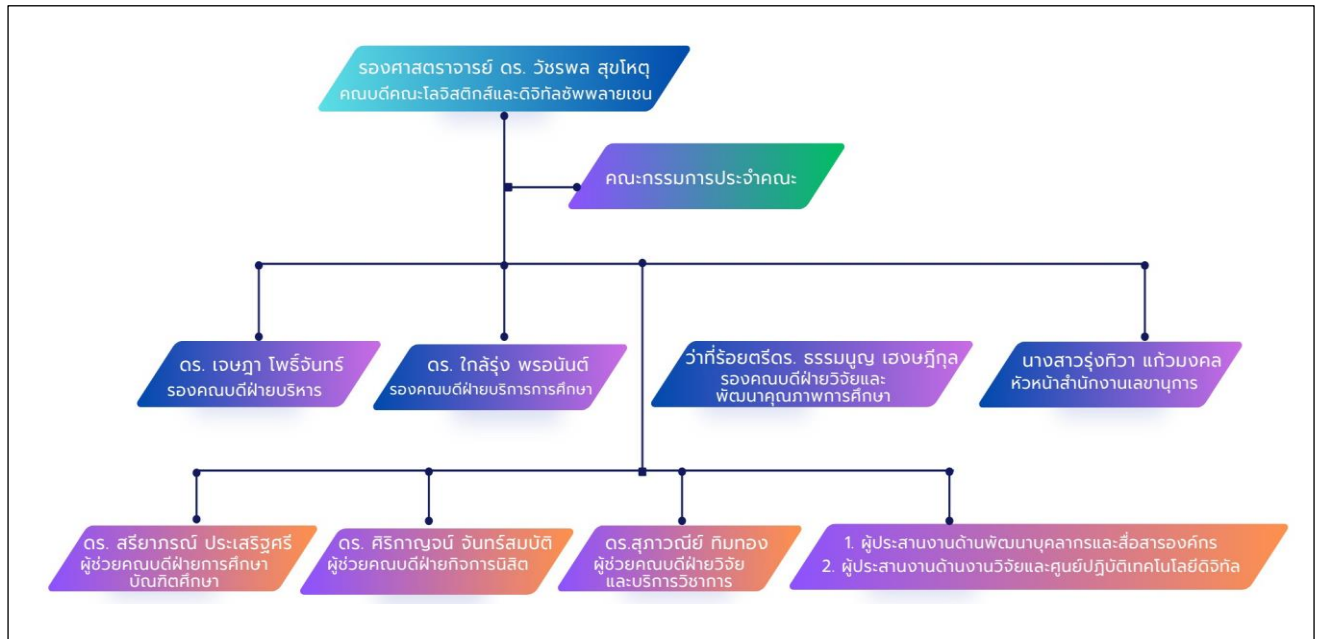 รองศาสตราจารย์ ดร. วัชรพล สุขโหตุ
คณบดีคณะโลจิสติกส์และดิจิทัลซัพพลายเชน
คณะกรรมการประจำคณะ
ดร. เจษฎา โพธิ์จันทร์
รองคณบดีฝ่ายบริหาร
ดร. ใกล้รุ่ง พรอนันต์
รองคณบดีฝ่ายบริการการศึกษา
ว่าที่ร้อยตรีดร. ธรรมนูญ เฮงษฎีกุล
รองคณบดีฝ่ายวิจัยและ
พัฒนาคุณภาพการศึกษา
นางสาวรุ่งทิวา แก้วมงคล
หัวหน้าสำนักงานเลขานุการ
ดร. สรียาภรณ์ ประเสริฐศรี
ผู้ช่วยคณบดีฝ่ายการศึกษา
บัณฑิตศึกษา
ดร. ศิริกาญจน์ จันทร์สมบัติ
ผู้ช่วยคณบดีฝ่ายกิจการนิสิต
ดร.สุภาวณีย์ ทิมทอง
ผู้ช่วยคณบดีฝ่ายวิจัย
และบริการวิชาการ
1. ผู้ประสานงานด้านพัฒนาบุคลากรและสื่อสารองค์กร
2. ผู้ประสานงานด้านงานวิจัยและศูนย์ปฏิบัติเทคโนโลยีดิจิทัล